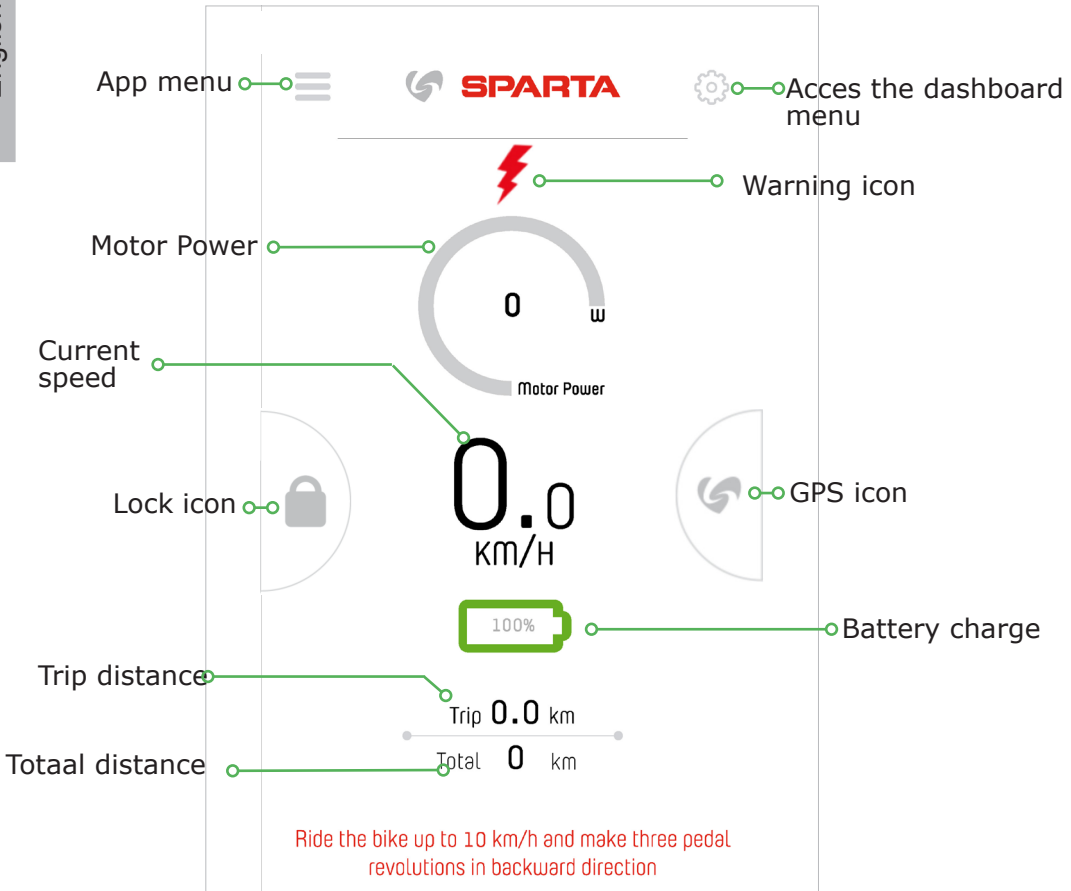 English
App menu
SPARTA
Acces the dashboard
menu
Warning icon
Motor Power
0
W
Motor Power
Current
speed
0.0
KM/H
Lock icon
GPS icon
100%
Battery charge
Trip distance
Trip 0.0 km
Totaal distance
Total 0 km
Ride the bike up to 10 km/h and make three pedal
revolutions in backward direction